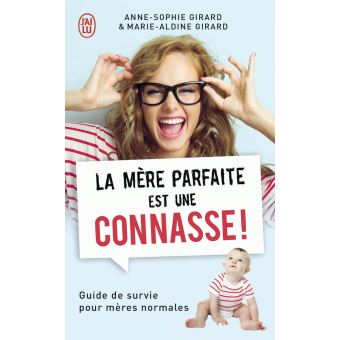 J'AI
LU
ANNE-SOPHIE GIRARD
& MARIE-ALDINE GIRARD
LA MÈRE PARFAITE
EST UNE
CONNASSE !
Guide de survie
pour mères normales